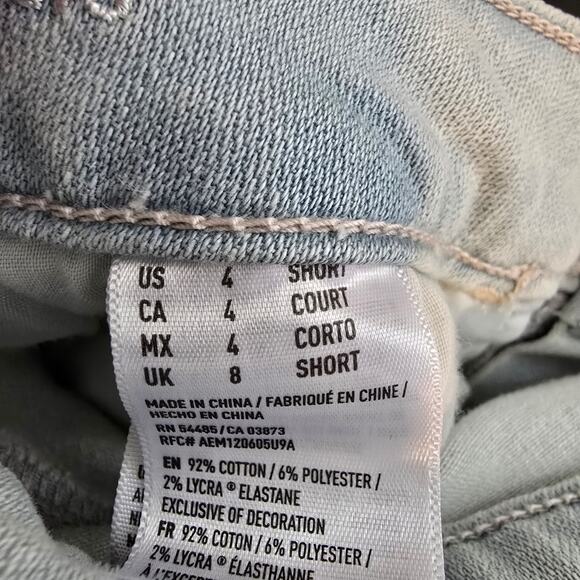 US 4 SHORT
CA 4 COURT
MX 4 CORTO
UK 8 SHORT
MADE IN CHINA / FABRIQUÉ EN CHINE /
HECHO EN CHINA
RN 54485 / CA 03873
RFC# AEM120605U9A
EN 92% COTTON / 6% POLYESTER /
2% LYCRA ® ELASTANE
EXCLUSIVE OF DECORATION
FR 92% COTON / 6% POLYESTER /
2% LYCRA ® ÉLASTHANNE